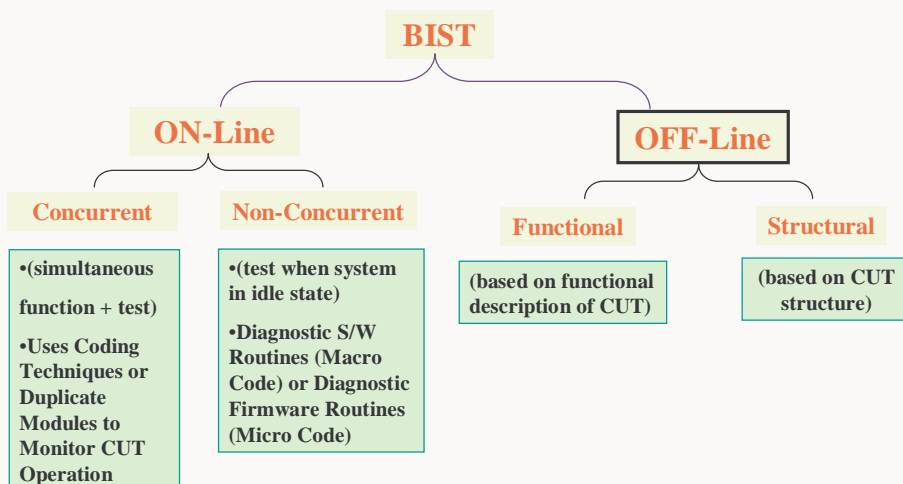 BIST
ON-Line
OFF-Line
Concurrent
Non-Concurrent
Functional
Structural
•(simultaneous
function + test)
•Uses Coding
Techniques or
Duplicate
Modules to
Monitor CUT
Operation
•(test when system
in idle state)
•Diagnostic S/W
Routines (Macro
Code) or Diagnostic
Firmware Routines
(Micro Code)
(based on functional
description of CUT)
(based on CUT
structure)